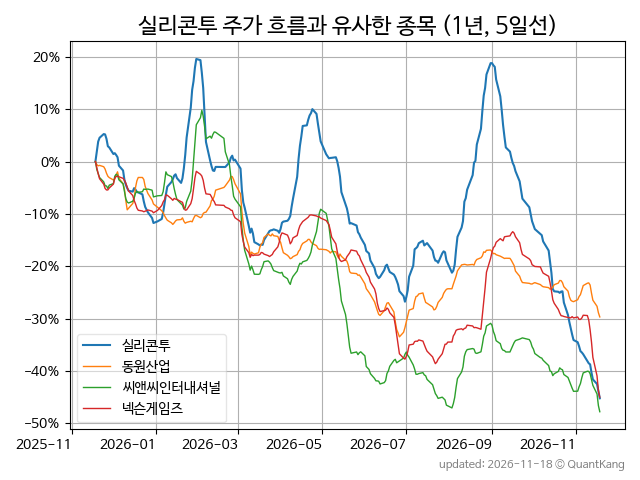 실리콘투 주가 흐름과 유사한 종목 (1년, 5일선)
20%
10%
0%
−10%
−20%
−30%
−40%
−50%
실리콘투
동원산업
씨앤씨인터내셔널
넥슨게임즈
2025-11 2026-01 2026-03 2026-05 2026-07 2026-09 2026-11
updated: 2026-11-18 ⓒ QuantKang